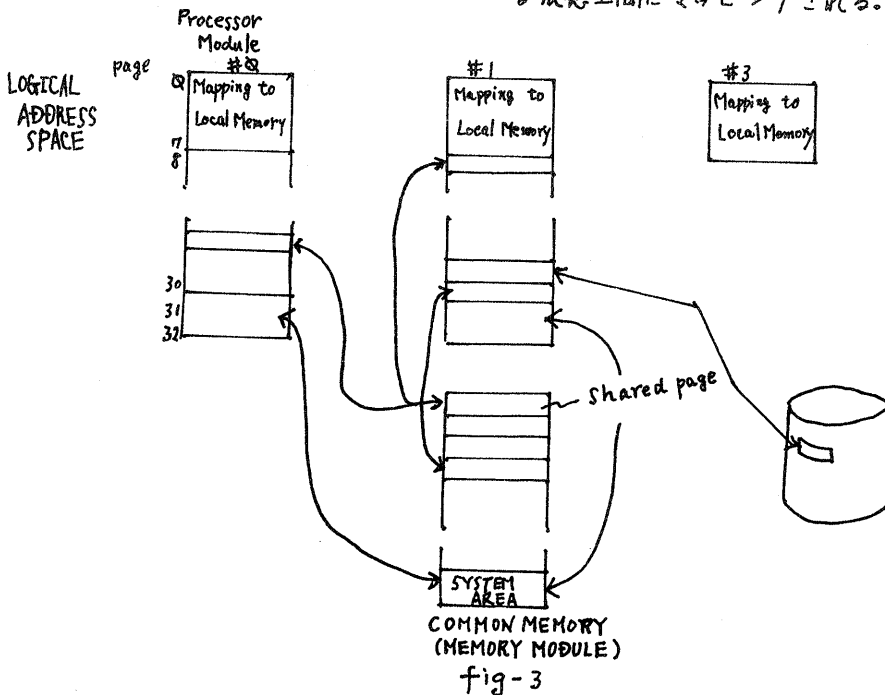 Processor
Module
page
#0
#1
#3
LOGICAL
ADDRESS
SPACE
0
Mapping to
Local Memory
Mapping to
Local Memory
Mapping to
Local Memory
7
8
30
31
32
shared page
SYSTEM
AREA
COMMON MEMORY
(MEMORY MODULE)
fig-3